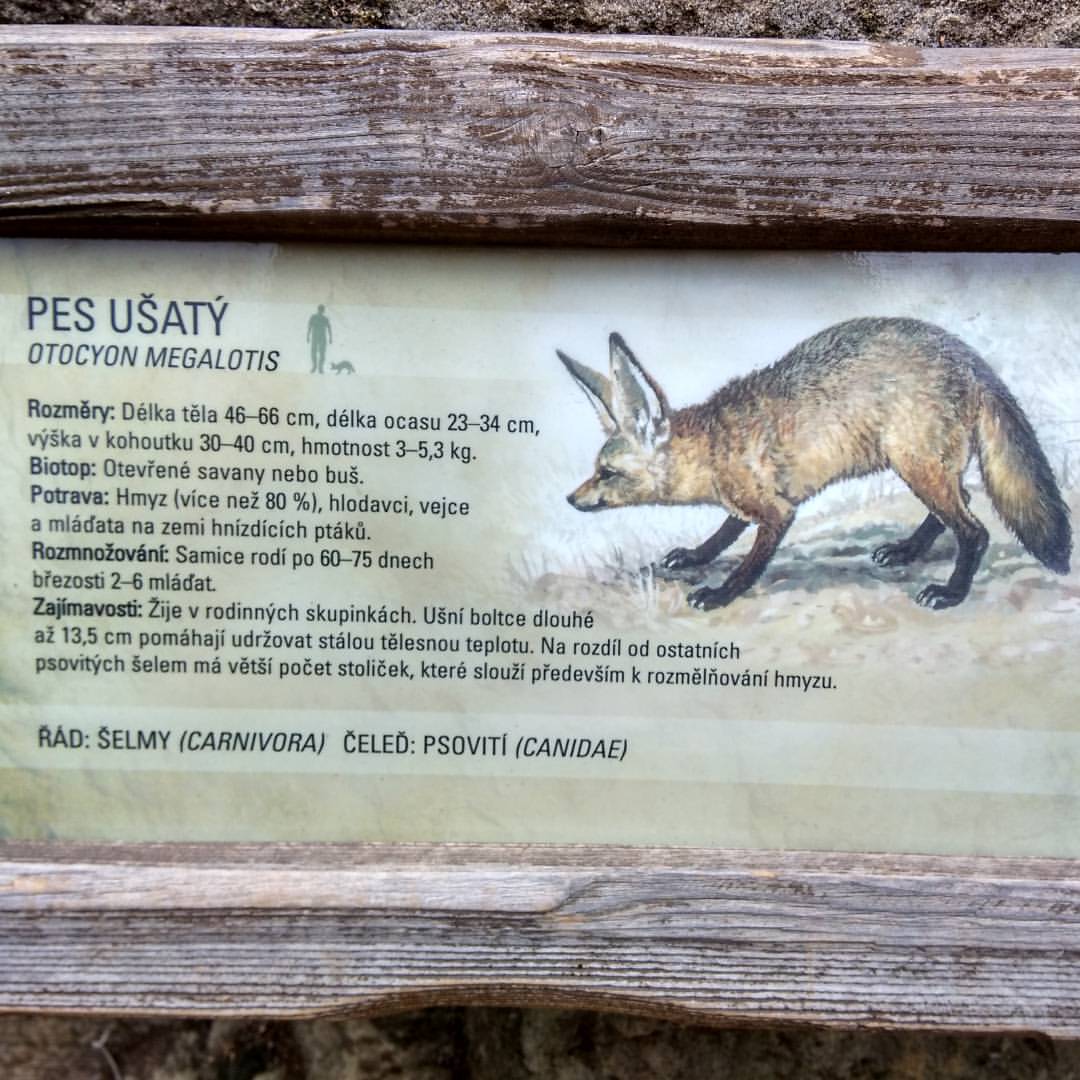 PES UŠATÝ
OTOCYON MEGALOTIS
Rozměry: Délka těla 46–66 cm, délka ocasu 23–34 cm,
výška v kohoutku 30–40 cm, hmotnost 3–5,3 kg.
Biotop: Otevřené savany nebo buš.
Potrava: Hmyz (více než 80 %), hlodavci, vejce
a mláďata na zemi hnízdících ptáků.
Rozmnožování: Samice rodí po 60–75 dnech
březosti 2–6 mláďat.
Zajímavosti: Žije v rodinných skupinkách. Ušní boltce dlouhé
až 13,5 cm pomáhají udržovat stálou tělesnou teplotu. Na rozdíl od ostatních
psovitých šelem má větší počet stoliček, které slouží především k rozmělňování hmyzu.
ŘÁD: ŠELMY (CARNIVORA) ČELEĎ: PSOVITÍ (CANIDAE)